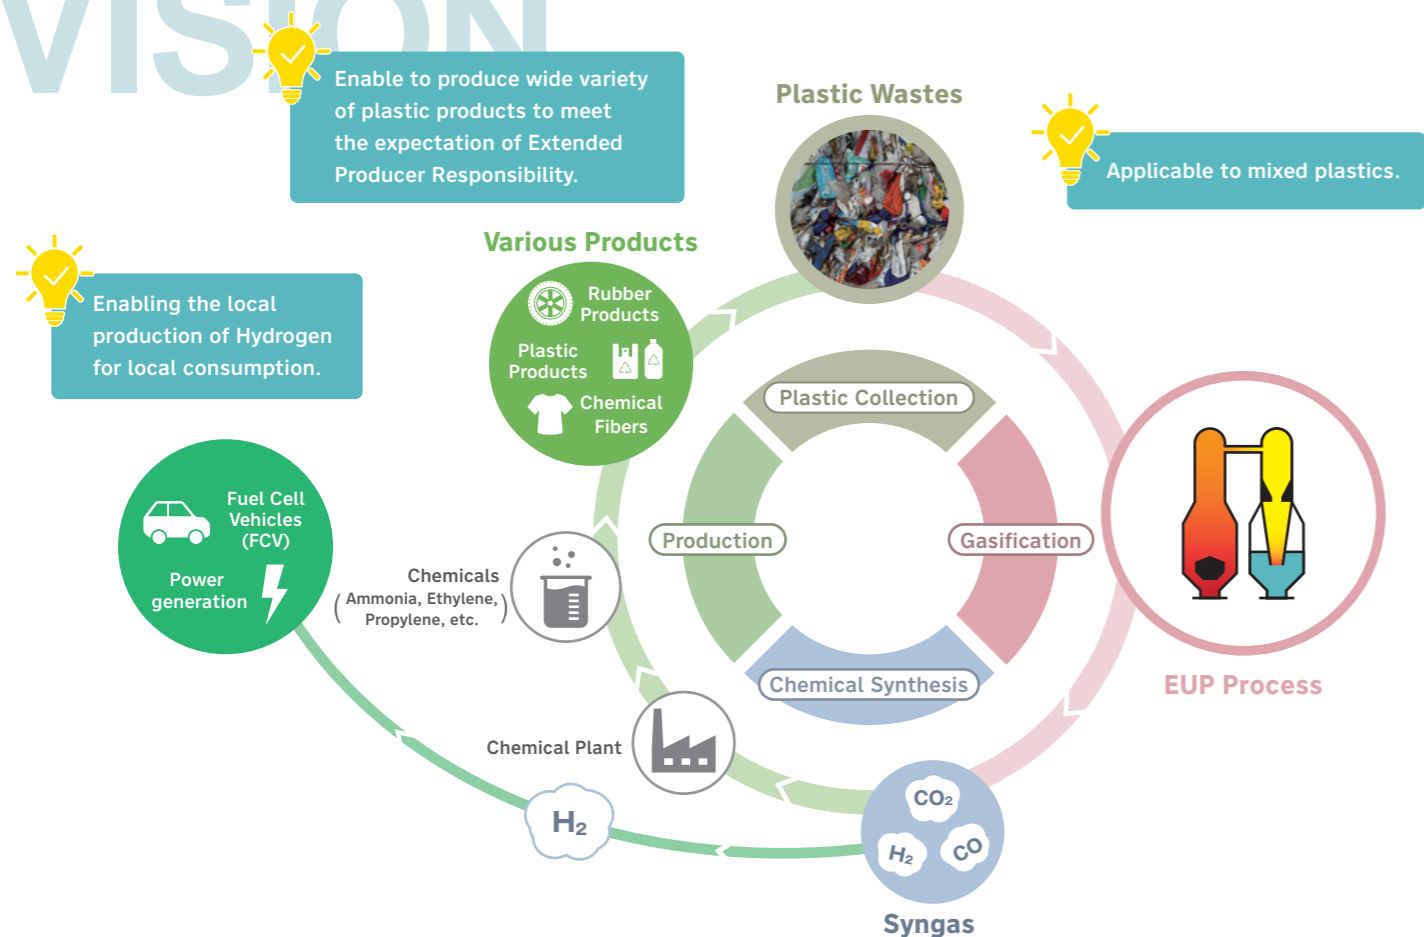 VISION
Enable to produce wide variety
of plastic products to meet
the expectation of Extended
Producer Responsibility.
Plastic Wastes
Applicable to mixed plastics.
Various Products
Rubber
Products
Plastic
Products
Chemical
Fibers
Enabling the local
production of Hydrogen
for local consumption.
Plastic Collection
Production
Gasification
Chemical Synthesis
EUP Process
Fuel Cell
Vehicles
(FCV)
Power
generation
Chemicals
(Ammonia, Ethylene,
Propylene, etc.)
Chemical Plant
H₂
CO₂
H₂
CO
Syngas